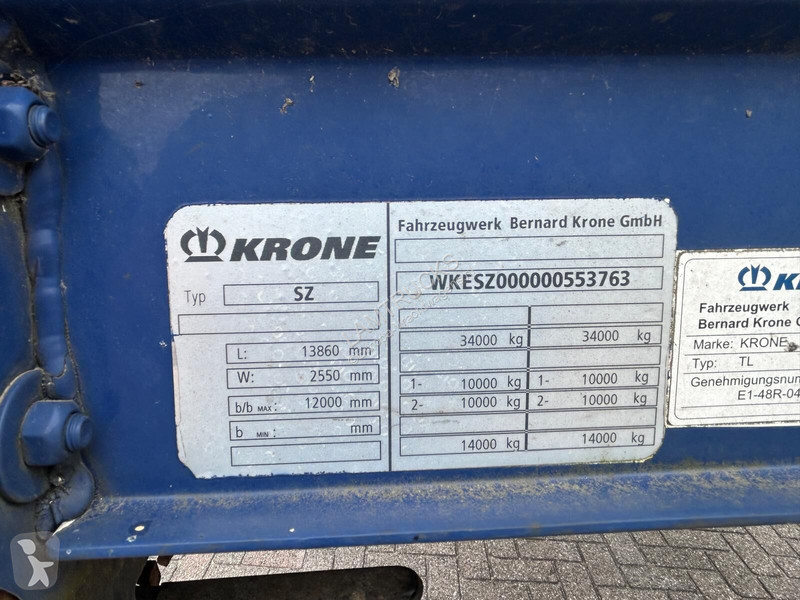 KRONE
Typ SZ
L: 13860 mm
W: 2550 mm
b/b MAX: 12000 mm
b MIN: mm
Fahrzeugwerk Bernard Krone GmbH
WKESZ000000553763
34000 kg 34000 kg
1- 10000 kg 1- 10000 kg
2- 10000 kg 2- 10000 kg
14000 kg 14000 kg
Fahrzeugwerk
Bernard Krone
Marke: KRONE
Typ: TL
Genehmigungsnum
E1-48R-04